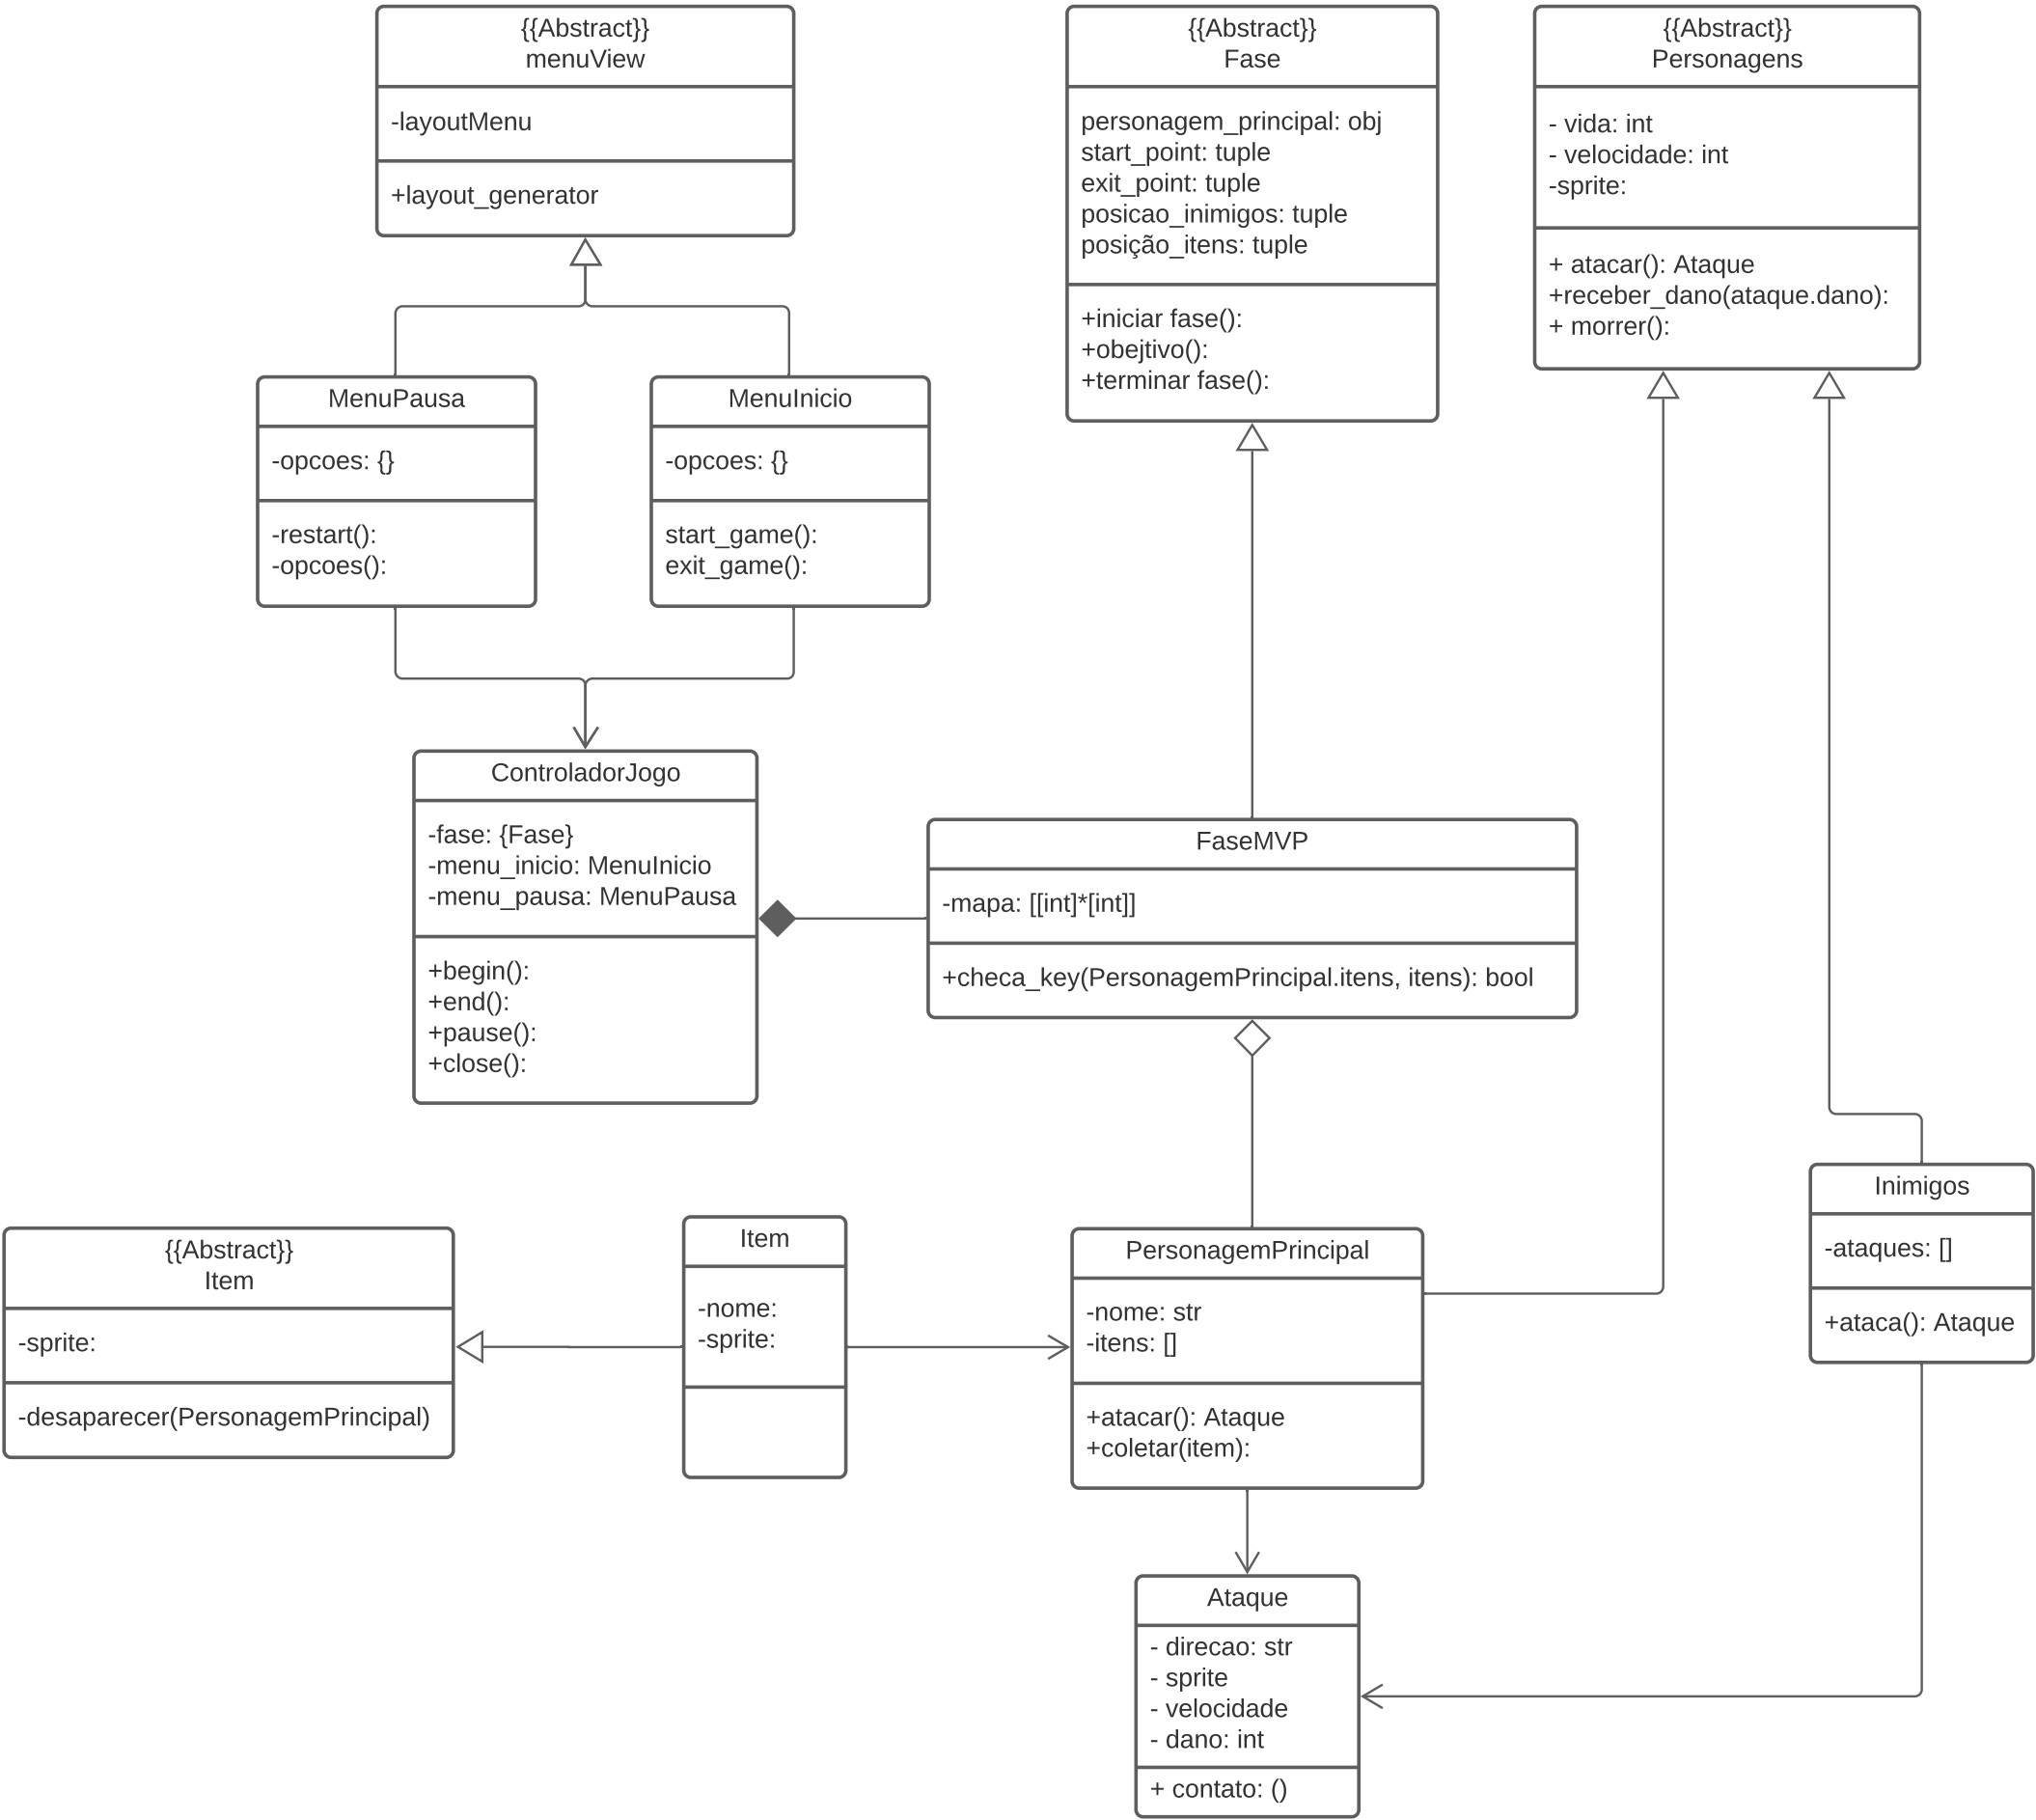 {{Abstract}}
menuView
-layoutMenu
+layout_generator
{{Abstract}}
Fase
personagem_principal: obj
start_point: tuple
exit_point: tuple
posicao_inimigos: tuple
posição_itens: tuple
+iniciar fase():
+obejtivo():
+terminar fase():
{{Abstract}}
Personagens
- vida: int
- velocidade: int
-sprite:
+ atacar(): Ataque
+receber_dano(ataque.dano):
+ morrer():
MenuPausa
-opcoes: {}
-restart():
-opcoes():
MenuInicio
-opcoes: {}
start_game():
exit_game():
ControladorJogo
-fase: {Fase}
-menu_inicio: MenuInicio
-menu_pausa: MenuPausa
+begin():
+end():
+pause():
+close():
FaseMVP
-mapa: [[int]*[int]]
+checa_key(PersonagemPrincipal.itens, itens): bool
{{Abstract}}
Item
-sprite:
-desaparecer(PersonagemPrincipal)
Item
-nome:
-sprite:
PersonagemPrincipal
-nome: str
-itens: []
+atacar(): Ataque
+coletar(item):
Inimigos
-ataques: []
+ataca(): Ataque
Ataque
- direcao: str
- sprite
- velocidade
- dano: int
+ contato: ()